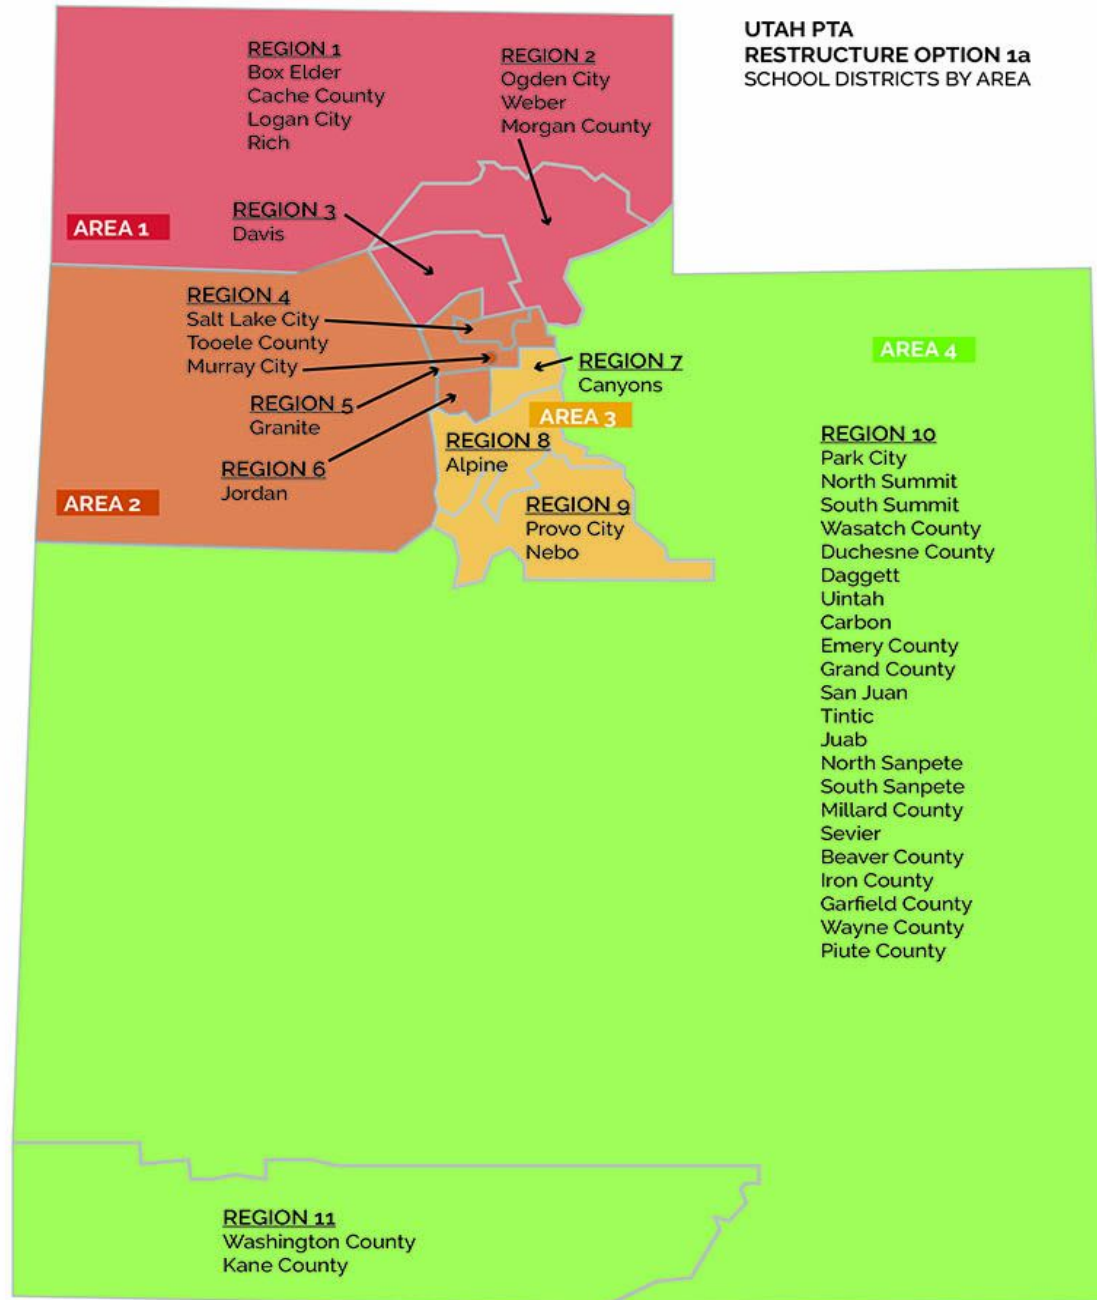 UTAH PTA
RESTRUCTURE OPTION 1a
SCHOOL DISTRICTS BY AREA
REGION 1
Box Elder
Cache County
Logan City
Rich
REGION 2
Ogden City
Weber
Morgan County
AREA 1
REGION 3
Davis
REGION 4
Salt Lake City
Tooele County
Murray City
REGION 5
Granite
REGION 6
Jordan
AREA 2
REGION 7
Canyons
AREA 3
REGION 8
Alpine
REGION 9
Provo City
Nebo
AREA 4
REGION 10
Park City
North Summit
South Summit
Wasatch County
Duchesne County
Daggett
Uintah
Carbon
Emery County
Grand County
San Juan
Tintic
Juab
North Sanpete
South Sanpete
Millard County
Sevier
Beaver County
Iron County
Garfield County
Wayne County
Piute County
REGION 11
Washington County
Kane County